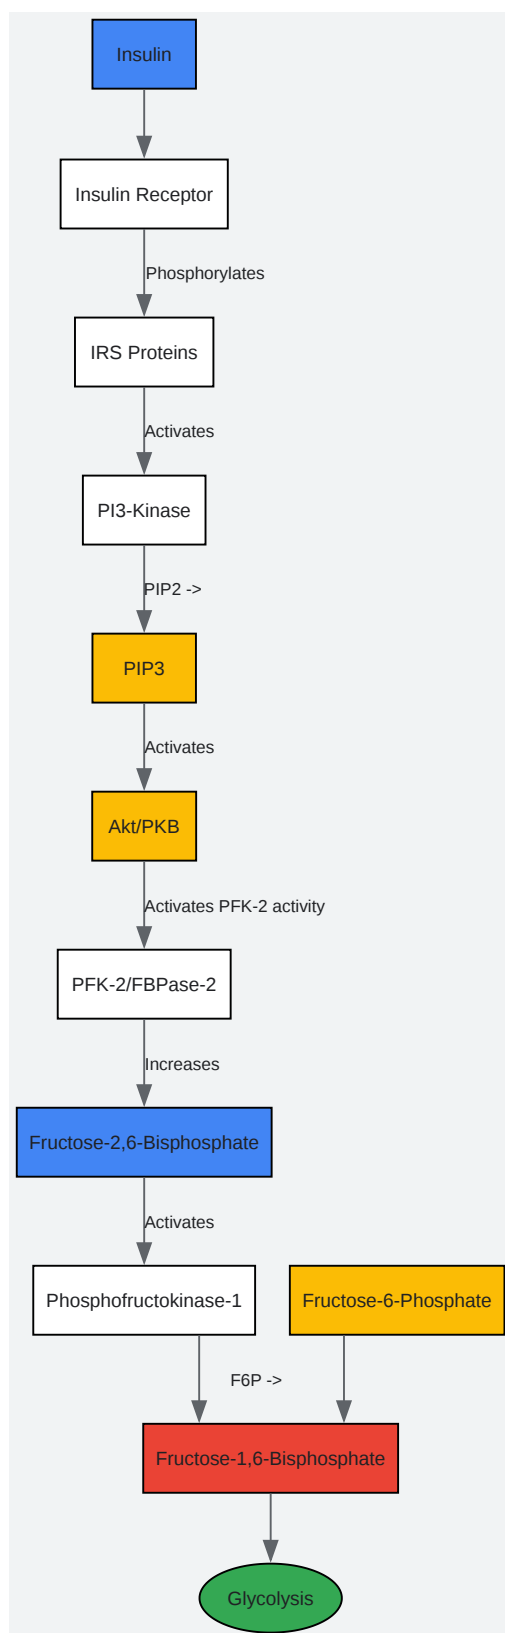 Insulin
Insulin Receptor
Phosphorylates
IRS Proteins
Activates
PI3-Kinase
PIP2 ->
PIP3
Activates
Akt/PKB
Activates PFK-2 activity
PFK-2/FBPase-2
Increases
Fructose-2,6-Bisphosphate
Activates
Phosphofructokinase-1
Fructose-6-Phosphate
F6P ->
Fructose-1,6-Bisphosphate
Glycolysis